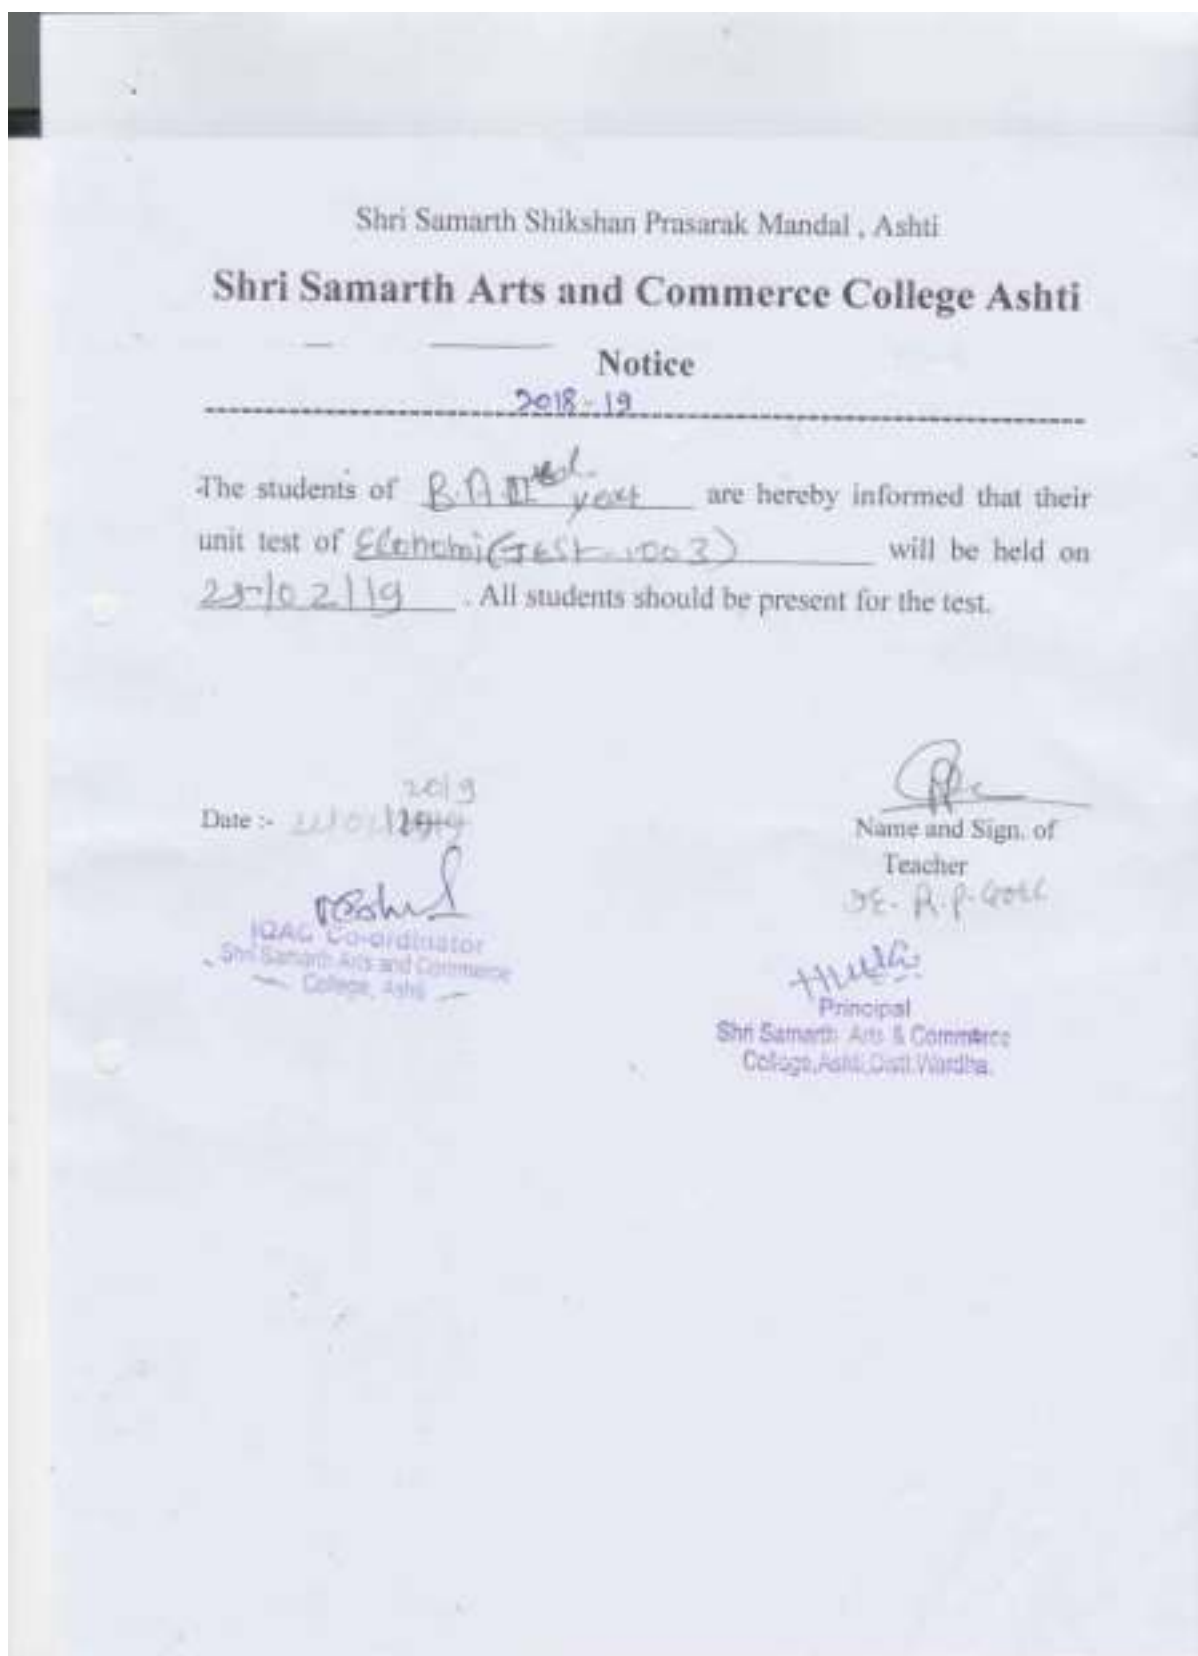 Shri Samarth Shikshan Prasarak Mandal , Ashti
Shri Samarth Arts and Commerce College Ashti
Notice
2018-19
The students of B.A. year are hereby informed that their
unit test of Economi(Test-003) will be held on
25/02/19 . All students should be present for the test.
2019
Date :-
Name and Sign. of
Teacher
R.P.
IQAC Co-ordinator
Shri Samarth Arts and Commerce
College, Ashti
Principal
Shri Samarth Arts & Commerce
College, Ashti, Distt. Wardha.